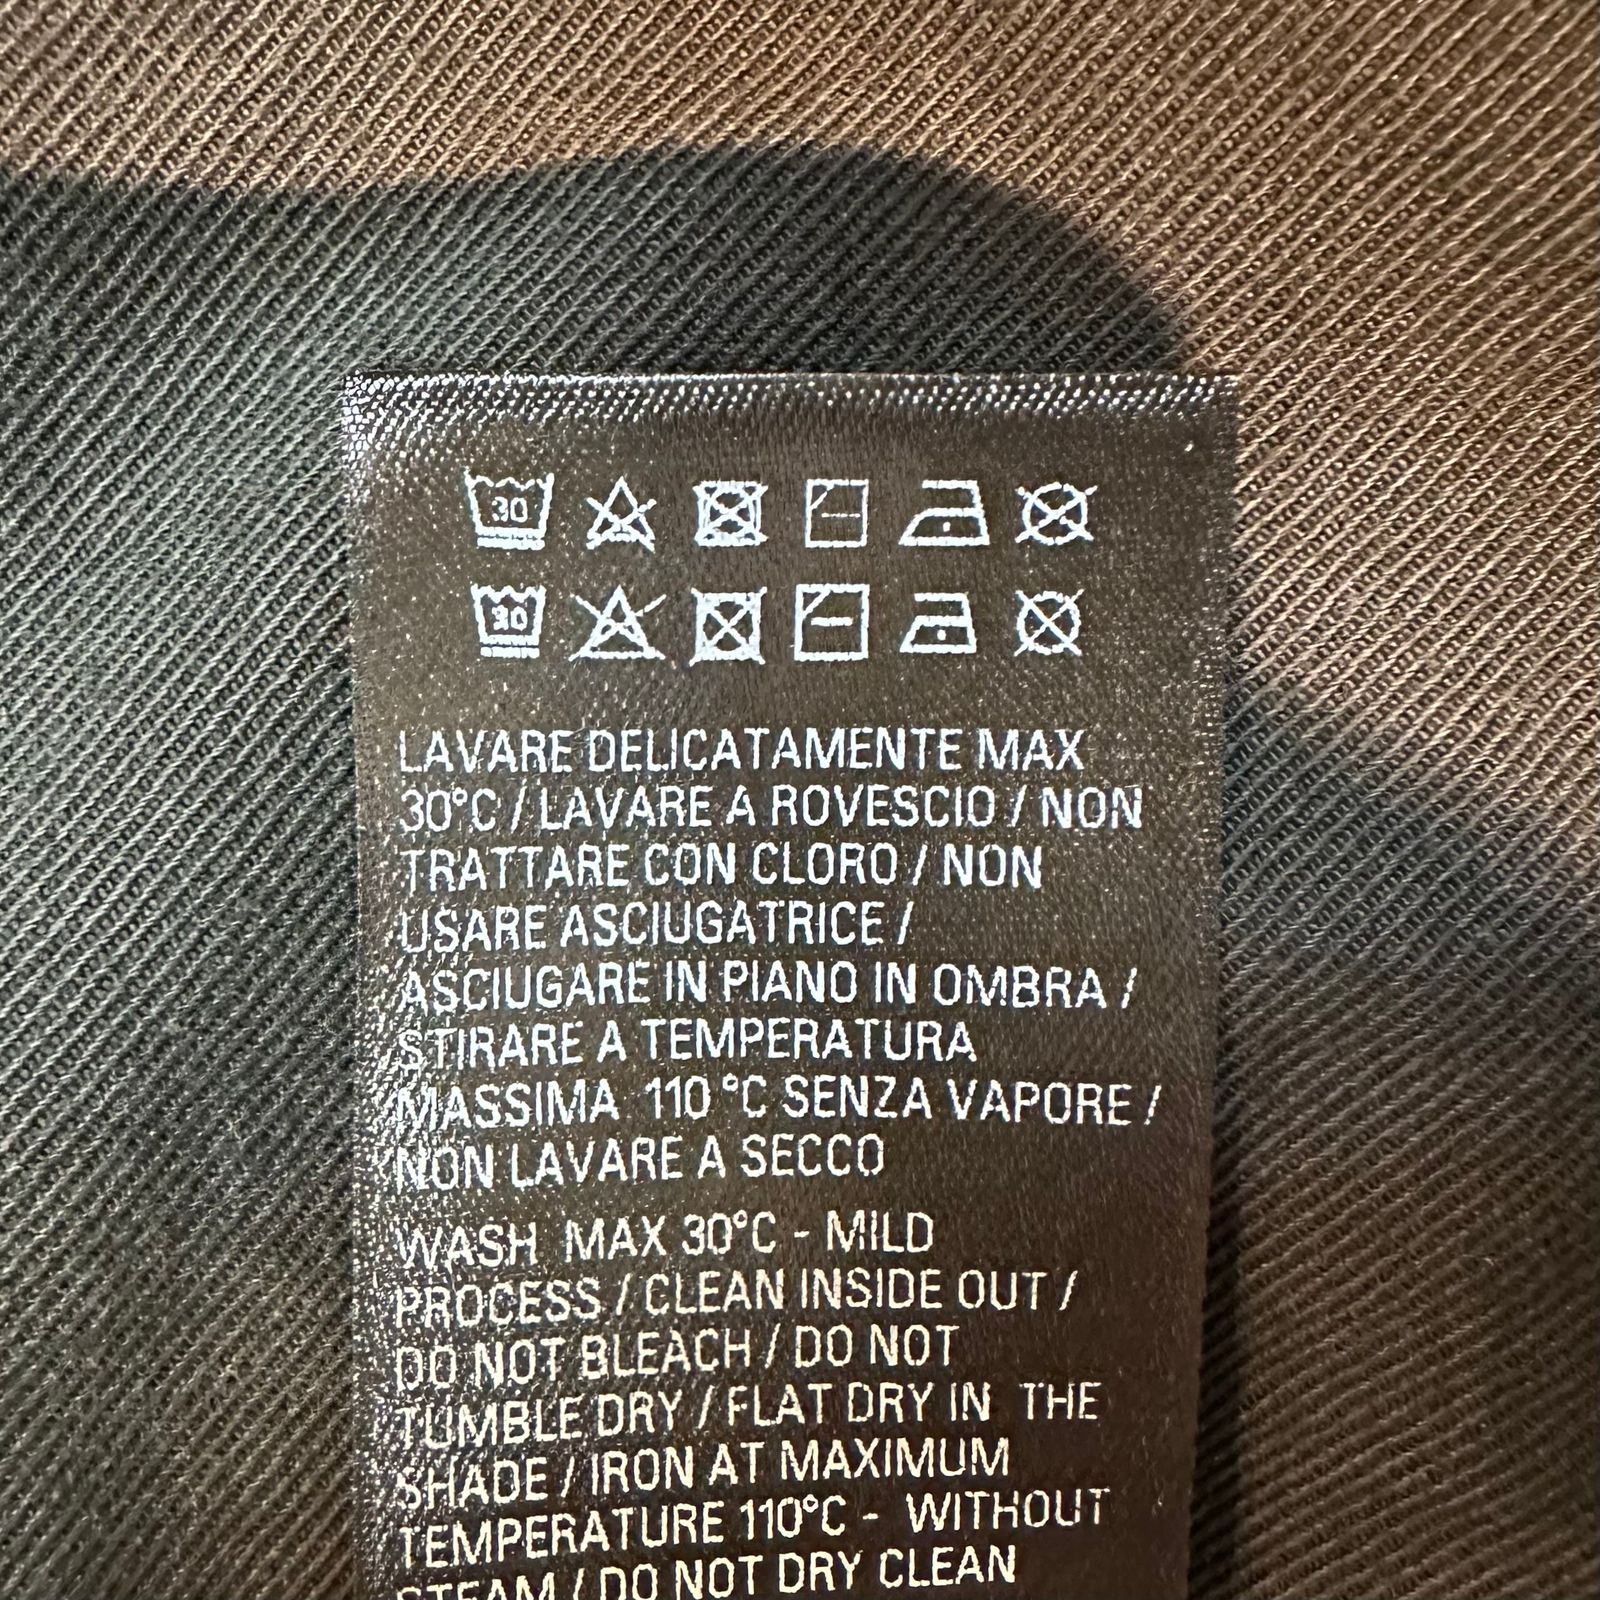 30
30
LAVARE DELICATAMENTE MAX
30°C / LAVARE A ROVESCIO / NON
TRATTARE CON CLORO / NON
USARE ASCIUGATRICE /
ASCIUGARE IN PIANO IN OMBRA /
STIRARE A TEMPERATURA
MASSIMA 110 °C SENZA VAPORE /
NON LAVARE A SECCO
WASH MAX 30°C - MILD
PROCESS / CLEAN INSIDE OUT /
DO NOT BLEACH / DO NOT
TUMBLE DRY / FLAT DRY IN THE
SHADE / IRON AT MAXIMUM
TEMPERATURE 110°C - WITHOUT
STEAM / DO NOT DRY CLEAN